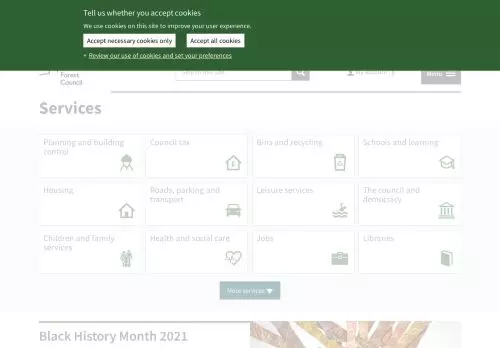 Tell us whether you accept cookies
We use cookies on this site to improve your user experience.
Accept necessary cookies only
Accept all cookies
Review our use of cookies and set your preferences
Forest
Council
Search this site
My account
Menu
Services
Planning and building control
Council tax
Bins and recycling
Schools and learning
Housing
Roads, parking and transport
Leisure services
The council and democracy
Children and family services
Health and social care
Jobs
Libraries
More services
Black History Month 2021